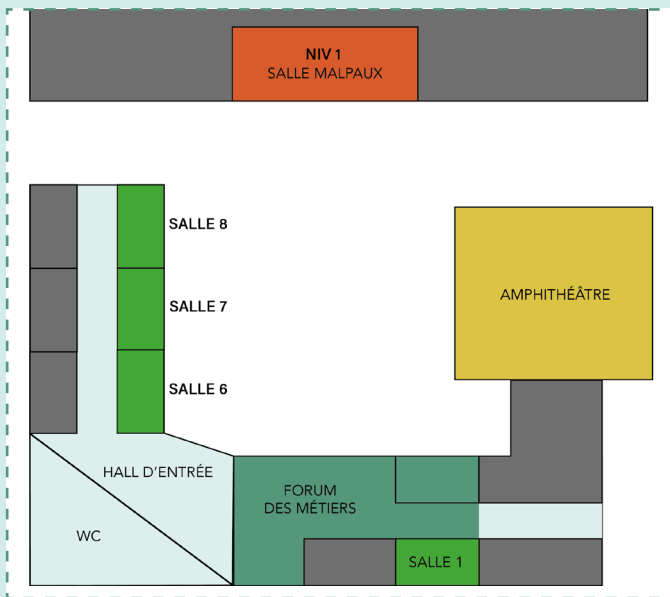 NIV 1
SALLE MALPAUX
SALLE 8
SALLE 7
AMPHITHÉÂTRE
SALLE 6
HALL D'ENTRÉE
FORUM
DES MÉTIERS
WC
SALLE 1